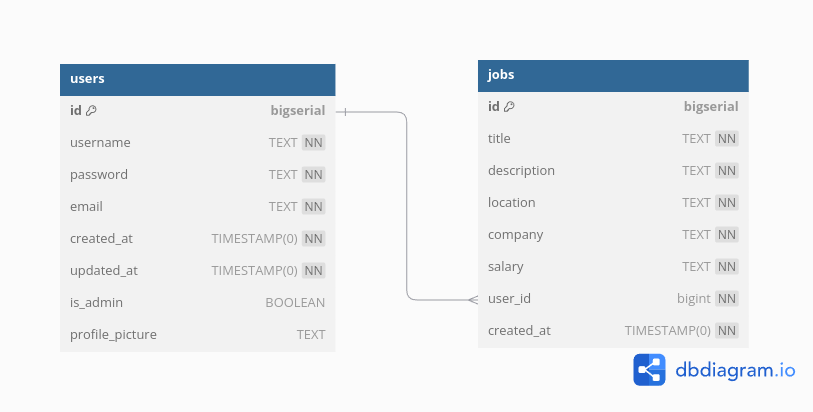 users
id bigserial
username TEXT NN
password TEXT NN
email TEXT NN
created_at TIMESTAMP(0) NN
updated_at TIMESTAMP(0) NN
is_admin BOOLEAN
profile_picture TEXT
jobs
id bigserial
title TEXT NN
description TEXT NN
location TEXT NN
company TEXT NN
salary TEXT NN
user_id bigint NN
created_at TIMESTAMP(0) NN
dbdiagram.io